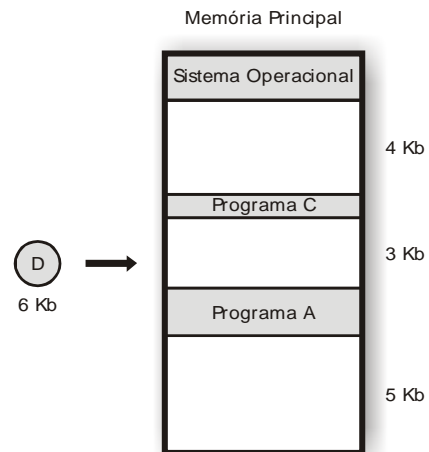 Memória Principal
Sistema Operacional
4 Kb
Programa C
3 Kb
D
6 Kb
Programa A
5 Kb